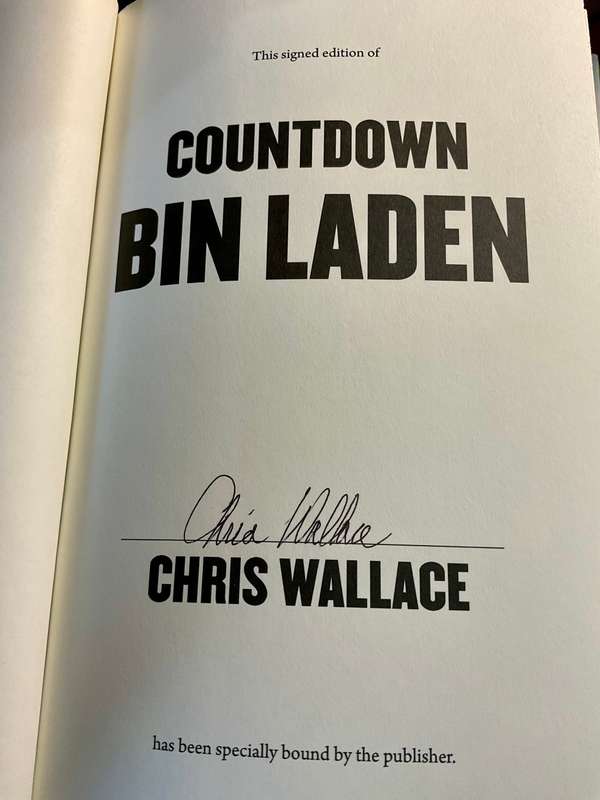 This signed edition of
COUNTDOWN
BIN LADEN
Chris Wallace
CHRIS WALLACE
has been specially bound by the publisher.